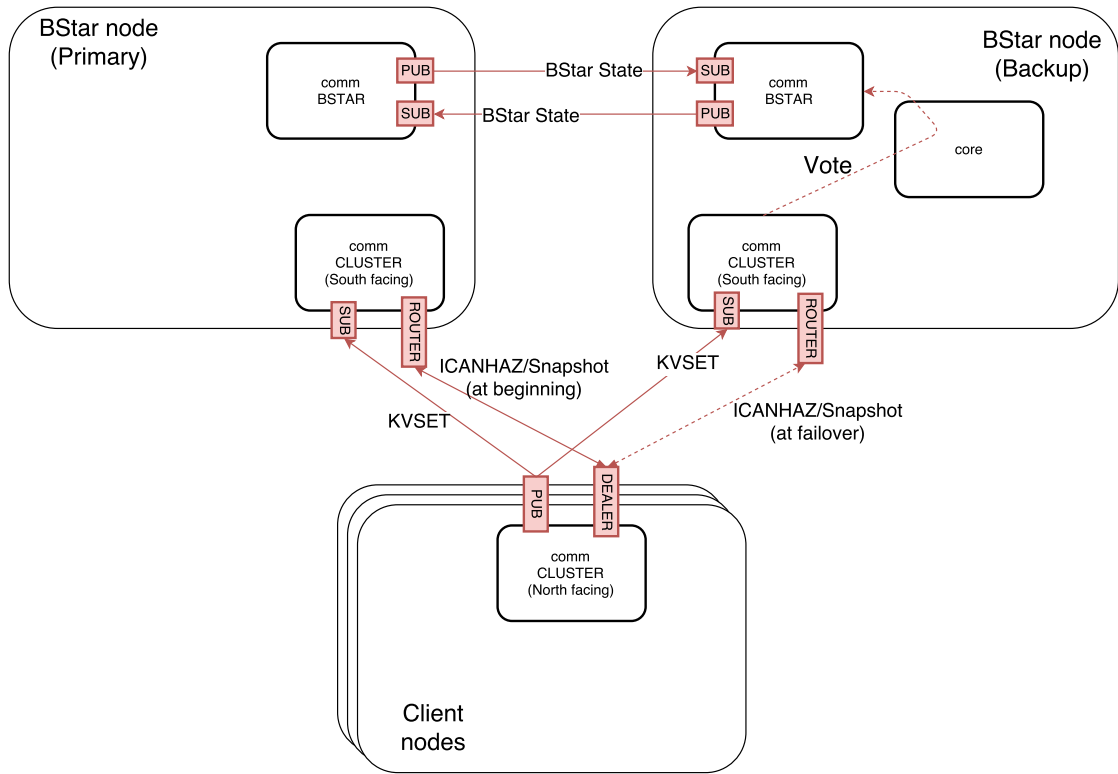 BStar node
(Primary)
comm
BSTAR
PUB
SUB
BStar State
BStar State
SUB
PUB
comm
BSTAR
BStar node
(Backup)
core
Vote
comm
CLUSTER
(South facing)
SUB
ROUTER
comm
CLUSTER
(South facing)
SUB
ROUTER
ICANHAZ/Snapshot
(at beginning)
KVSET
KVSET
ICANHAZ/Snapshot
(at failover)
PUB
DEALER
comm
CLUSTER
(North facing)
Client
nodes